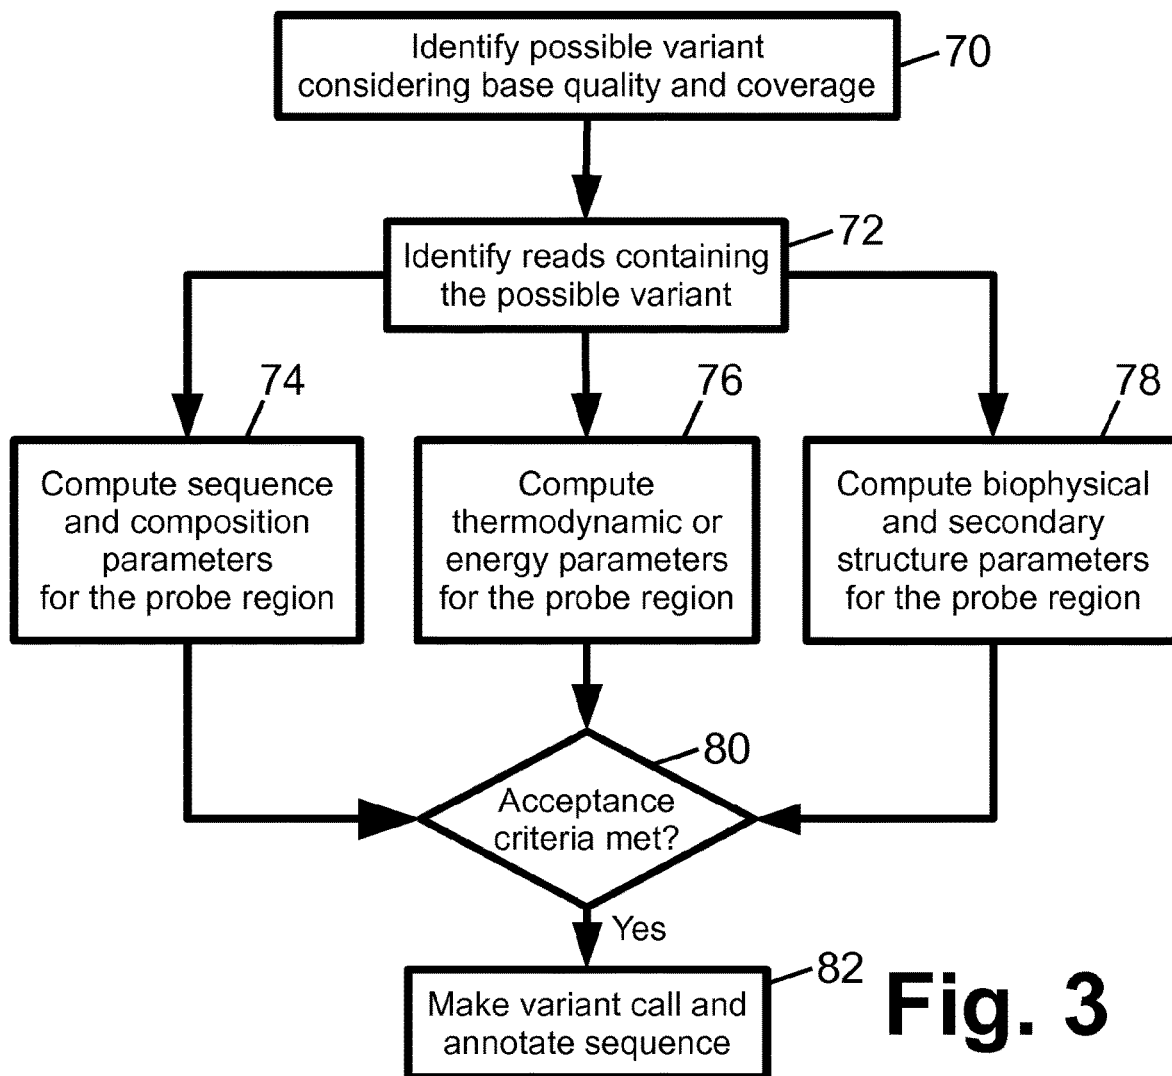 Identify possible variant
considering base quality and coverage
70
72
Identify reads containing
the possible variant
74
76
78
Compute sequence
and composition
parameters
for the probe region
Compute
thermodynamic or
energy parameters
for the probe region
Compute biophysical
and secondary
structure parameters
for the probe region
80
Acceptance
criteria met?
Yes
82
Make variant call and
annotate sequence
Fig. 3